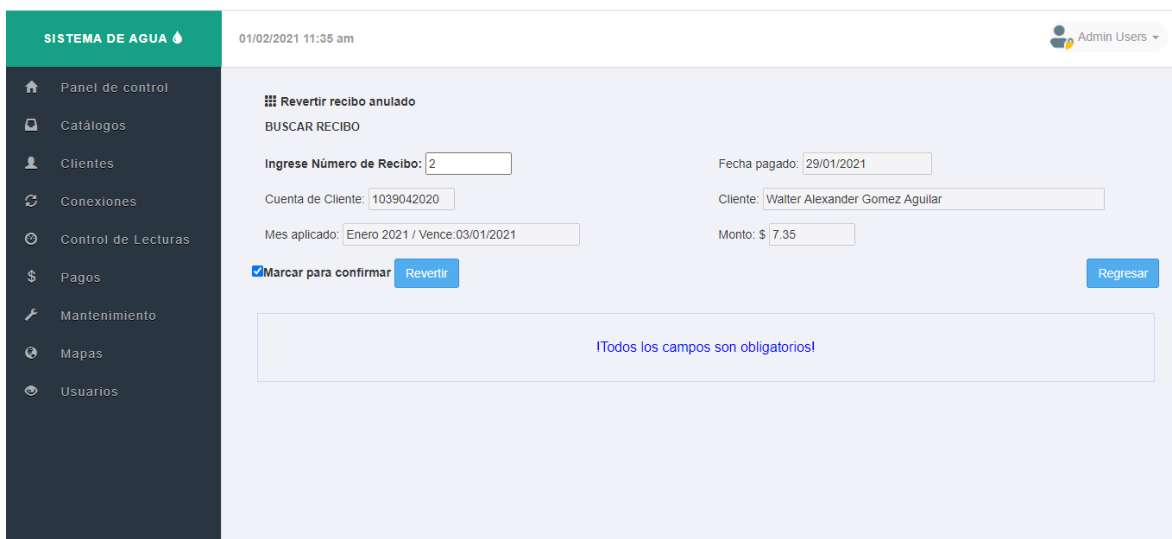 SISTEMA DE AGUA
01/02/2021 11:35 am
Admin Users
Panel de control
Catálogos
Clientes
Conexiones
Control de Lecturas
Pagos
Mantenimiento
Mapas
Usuarios
Revertir recibo anulado
BUSCAR RECIBO
Ingrese Número de Recibo: 2
Fecha pagado: 29/01/2021
Cuenta de Cliente: 1039042020
Cliente: Walter Alexander Gomez Aguilar
Mes aplicado: Enero 2021 / Vence:03/01/2021
Monto: $ 7.35
Marcar para confirmar Revertir
Regresar
!Todos los campos son obligatorios!